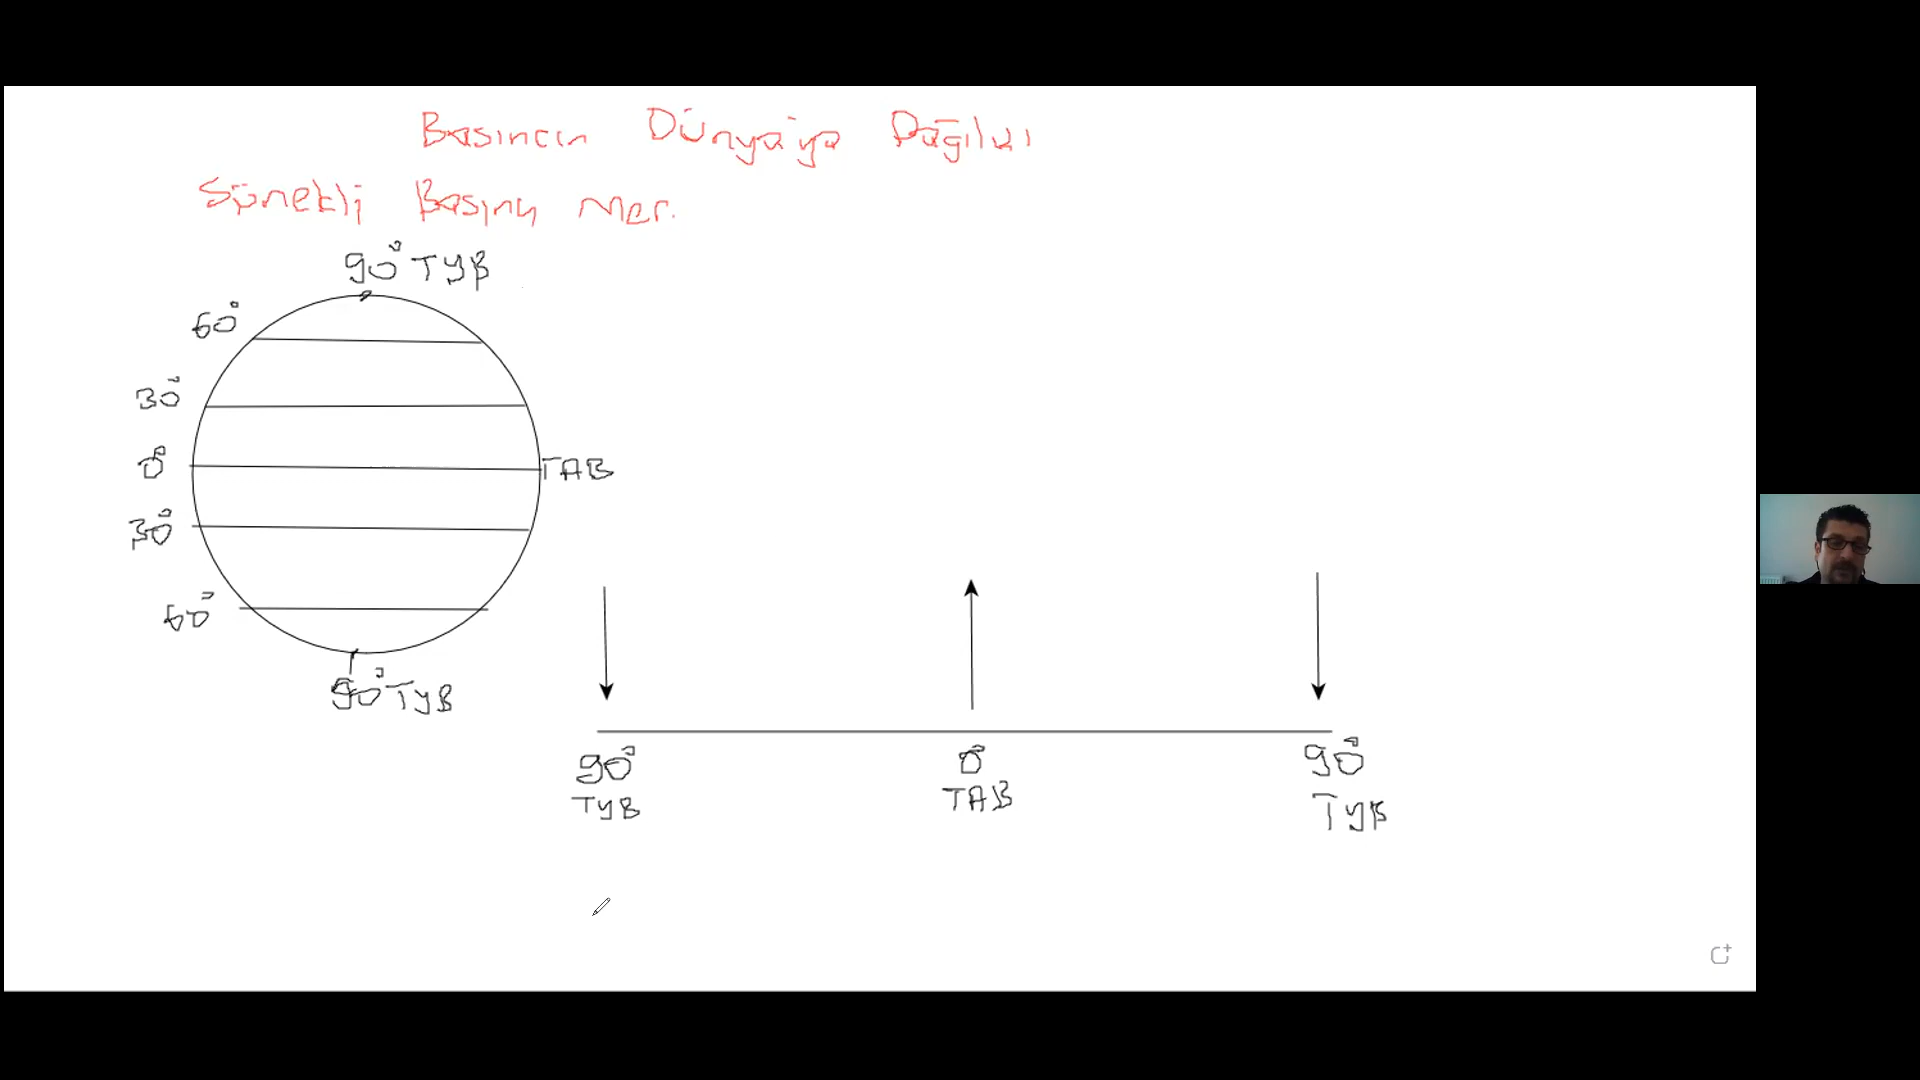 Basıncın Dünya'ya Dağılışı
Sürekli Basınç Mer.
90° TYB
60°
30°
0° TAB
30°
60°
90° TYB
90° 0° 90°
TYB TAB TYB